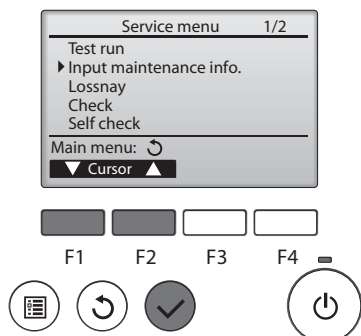 Service menu 1/2
Test run
Input maintenance info.
Lossnay
Check
Self check
Main menu:
Cursor
F1 F2 F3 F4